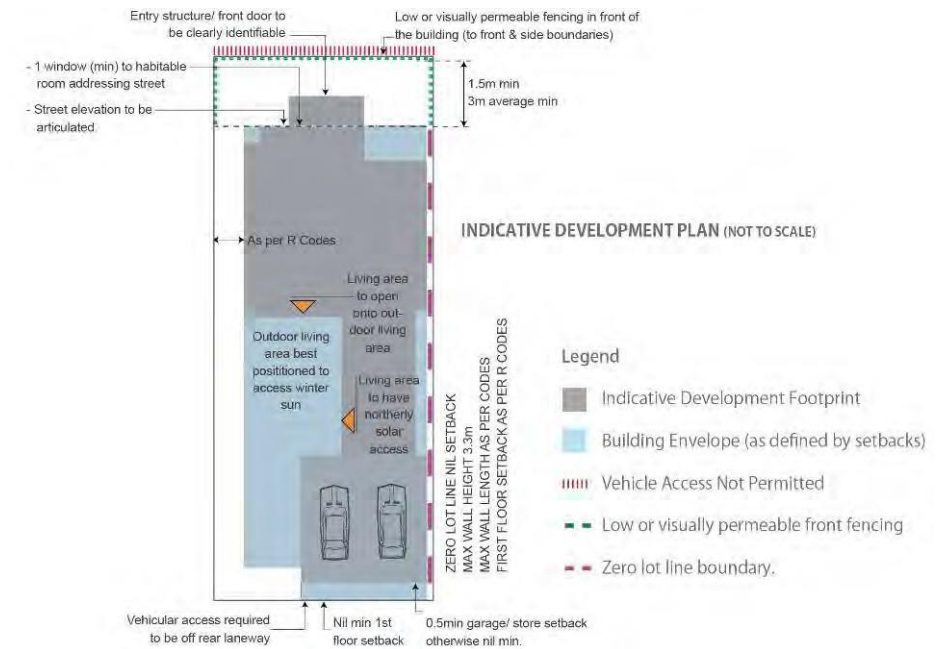 Entry structure/ front door to
be clearly identifiable
Low or visually permeable fencing in front of
the building (to front & side boundaries)
- 1 window (min) to habitable
room addressing street
- Street elevation to be
articulated
1.5m min
3m average min
As per R Codes
INDICATIVE DEVELOPMENT PLAN (NOT TO SCALE)
Living area
to open
onto out-
door living
area
Outdoor living
area best
posititioned to
access winter
sun
Living area
to have
northerly
solar
access
ZERO LOT LINE NIL SETBACK
MAX WALL HEIGHT 3.3m
MAX WALL LENGTH AS PER CODES
FIRST FLOOR SETBACK AS PER R CODES
Legend
Indicative Development Footprint
Building Envelope (as defined by setbacks)
Vehicle Access Not Permitted
Low or visually permeable front fencing
Zero lot line boundary.
Vehicular access required
to be off rear laneway
Nil min 1st
floor setback
0.5min garage/ store setback
otherwise nil min.